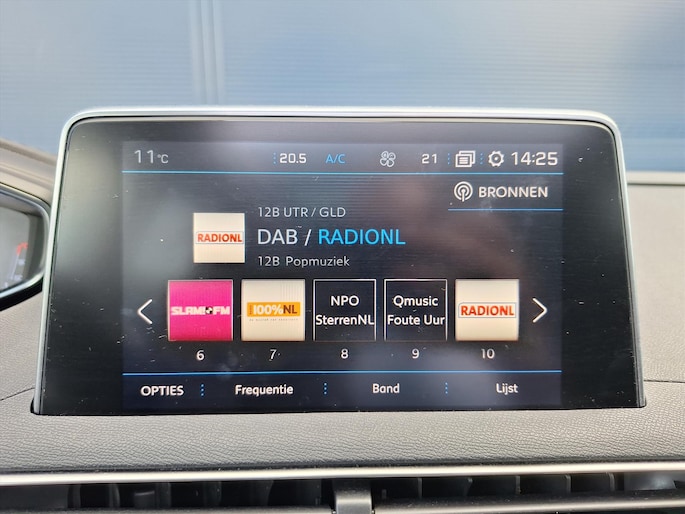 11°C 20.5 A/C 21 14:25
BRONNEN
12B UTR / GLD
RADIONL
DAB / RADIONL
12B Popmuziek
SLAM!FM
100%NL
NPO
SterrenNL
Qmusic
Foute Uur
RADIONL
6 7 8 9 10
OPTIES Frequentie Band Lijst